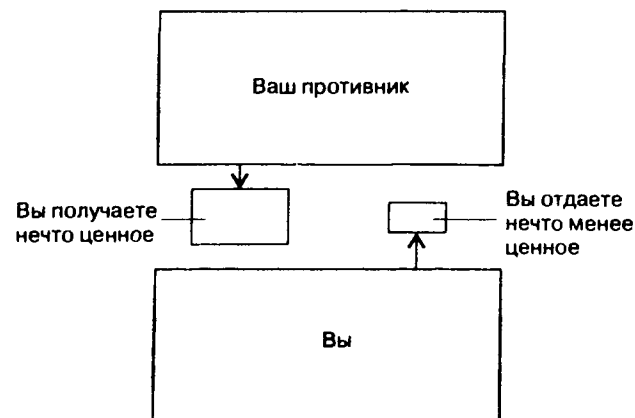 Ваш противник
Вы получаете
нечто ценное
Вы отдаете
нечто менее
ценное
Вы